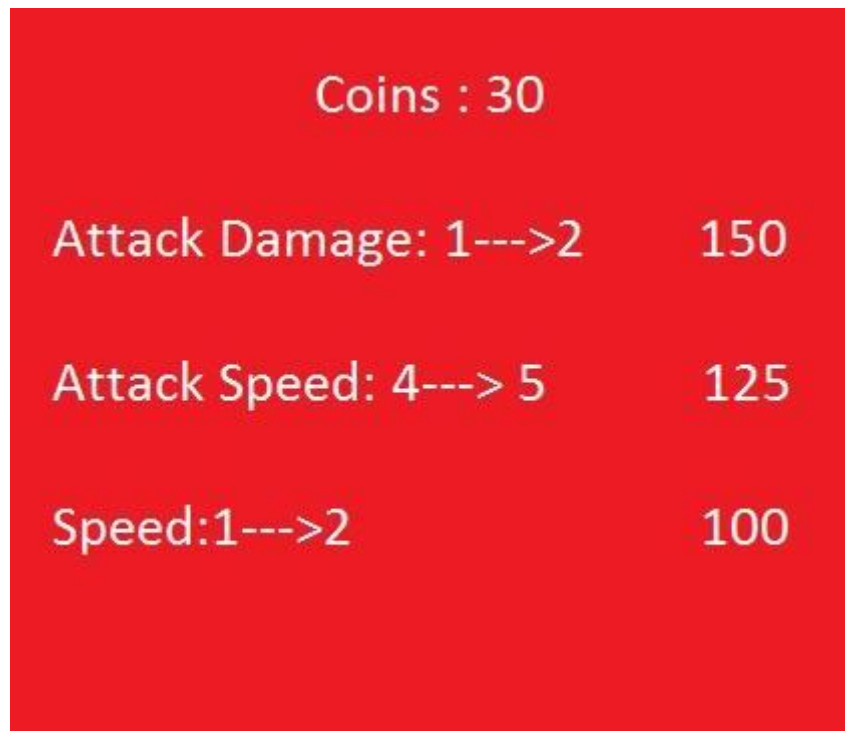 Coins : 30
Attack Damage: 1--->2 150
Attack Speed: 4---> 5 125
Speed:1--->2 100